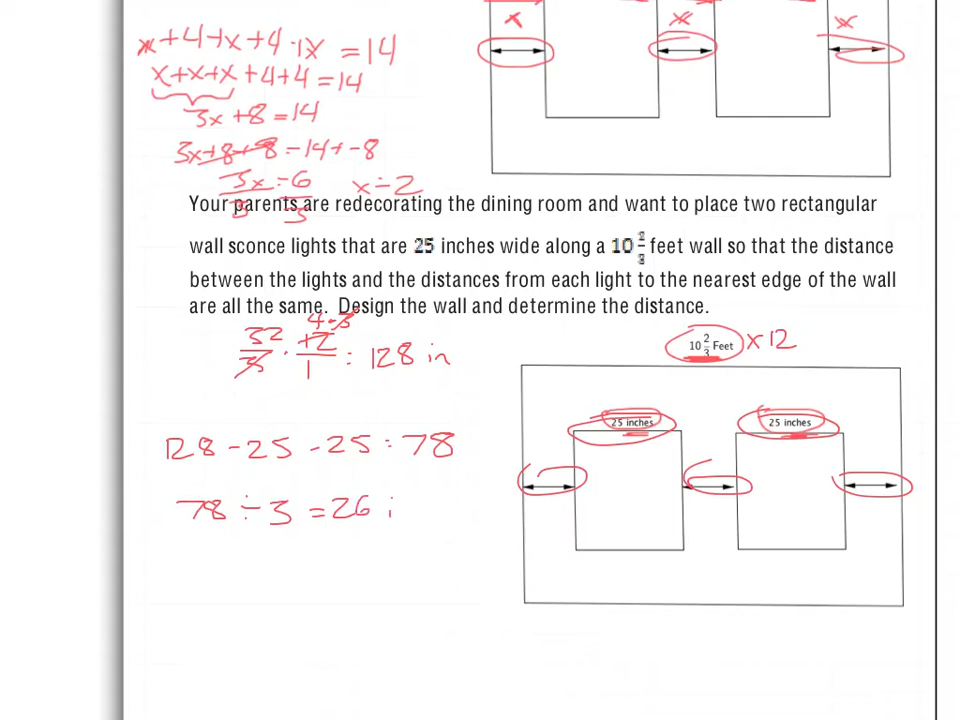 x x x
x+4+x+4+x=14
x+x+x+4+4=14
3x+8=14
3x+8+-8=14+-8
3x=6 x=2
3 3
Your parents are redecorating the dining room and want to place two rectangular
wall sconce lights that are 25 inches wide along a 10 2/3 feet wall so that the distance
between the lights and the distances from each light to the nearest edge of the wall
are all the same. Design the wall and determine the distance.
4·3
32/3 · 12/1 = 128 in
10 2/3 Feet x 12
25 inches 25 inches
128 - 25 - 25 = 78
78 ÷ 3 = 26 i